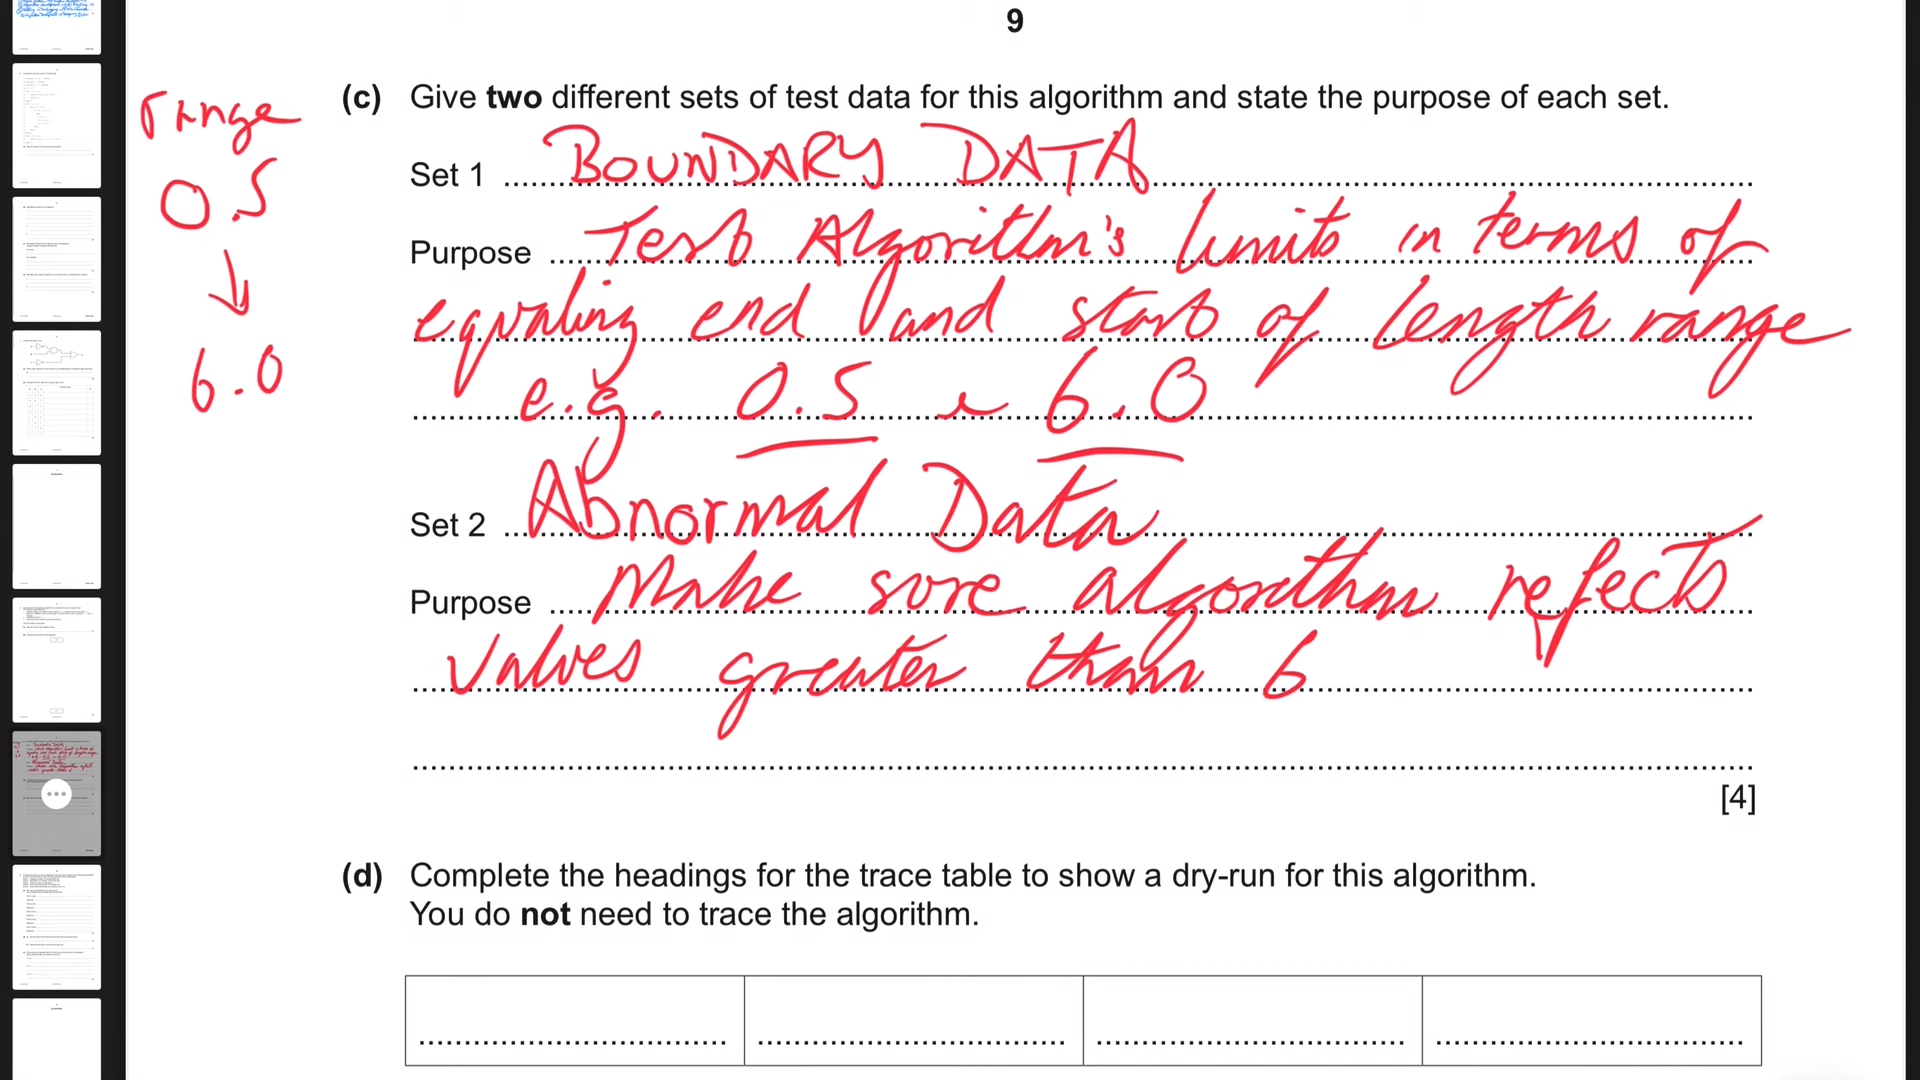 9
range
0.5
6.0
(c) Give two different sets of test data for this algorithm and state the purpose of each set.
Set 1 BOUNDARY DATA
Purpose Test Algorithm's limits in terms of
equaling end and start of length range
e.g. 0.5 & 6.0
Set 2 Abnormal Data
Purpose Make sure algorithm rejects
values greater than 6
[4]
(d) Complete the headings for the trace table to show a dry-run for this algorithm.
You do not need to trace the algorithm.